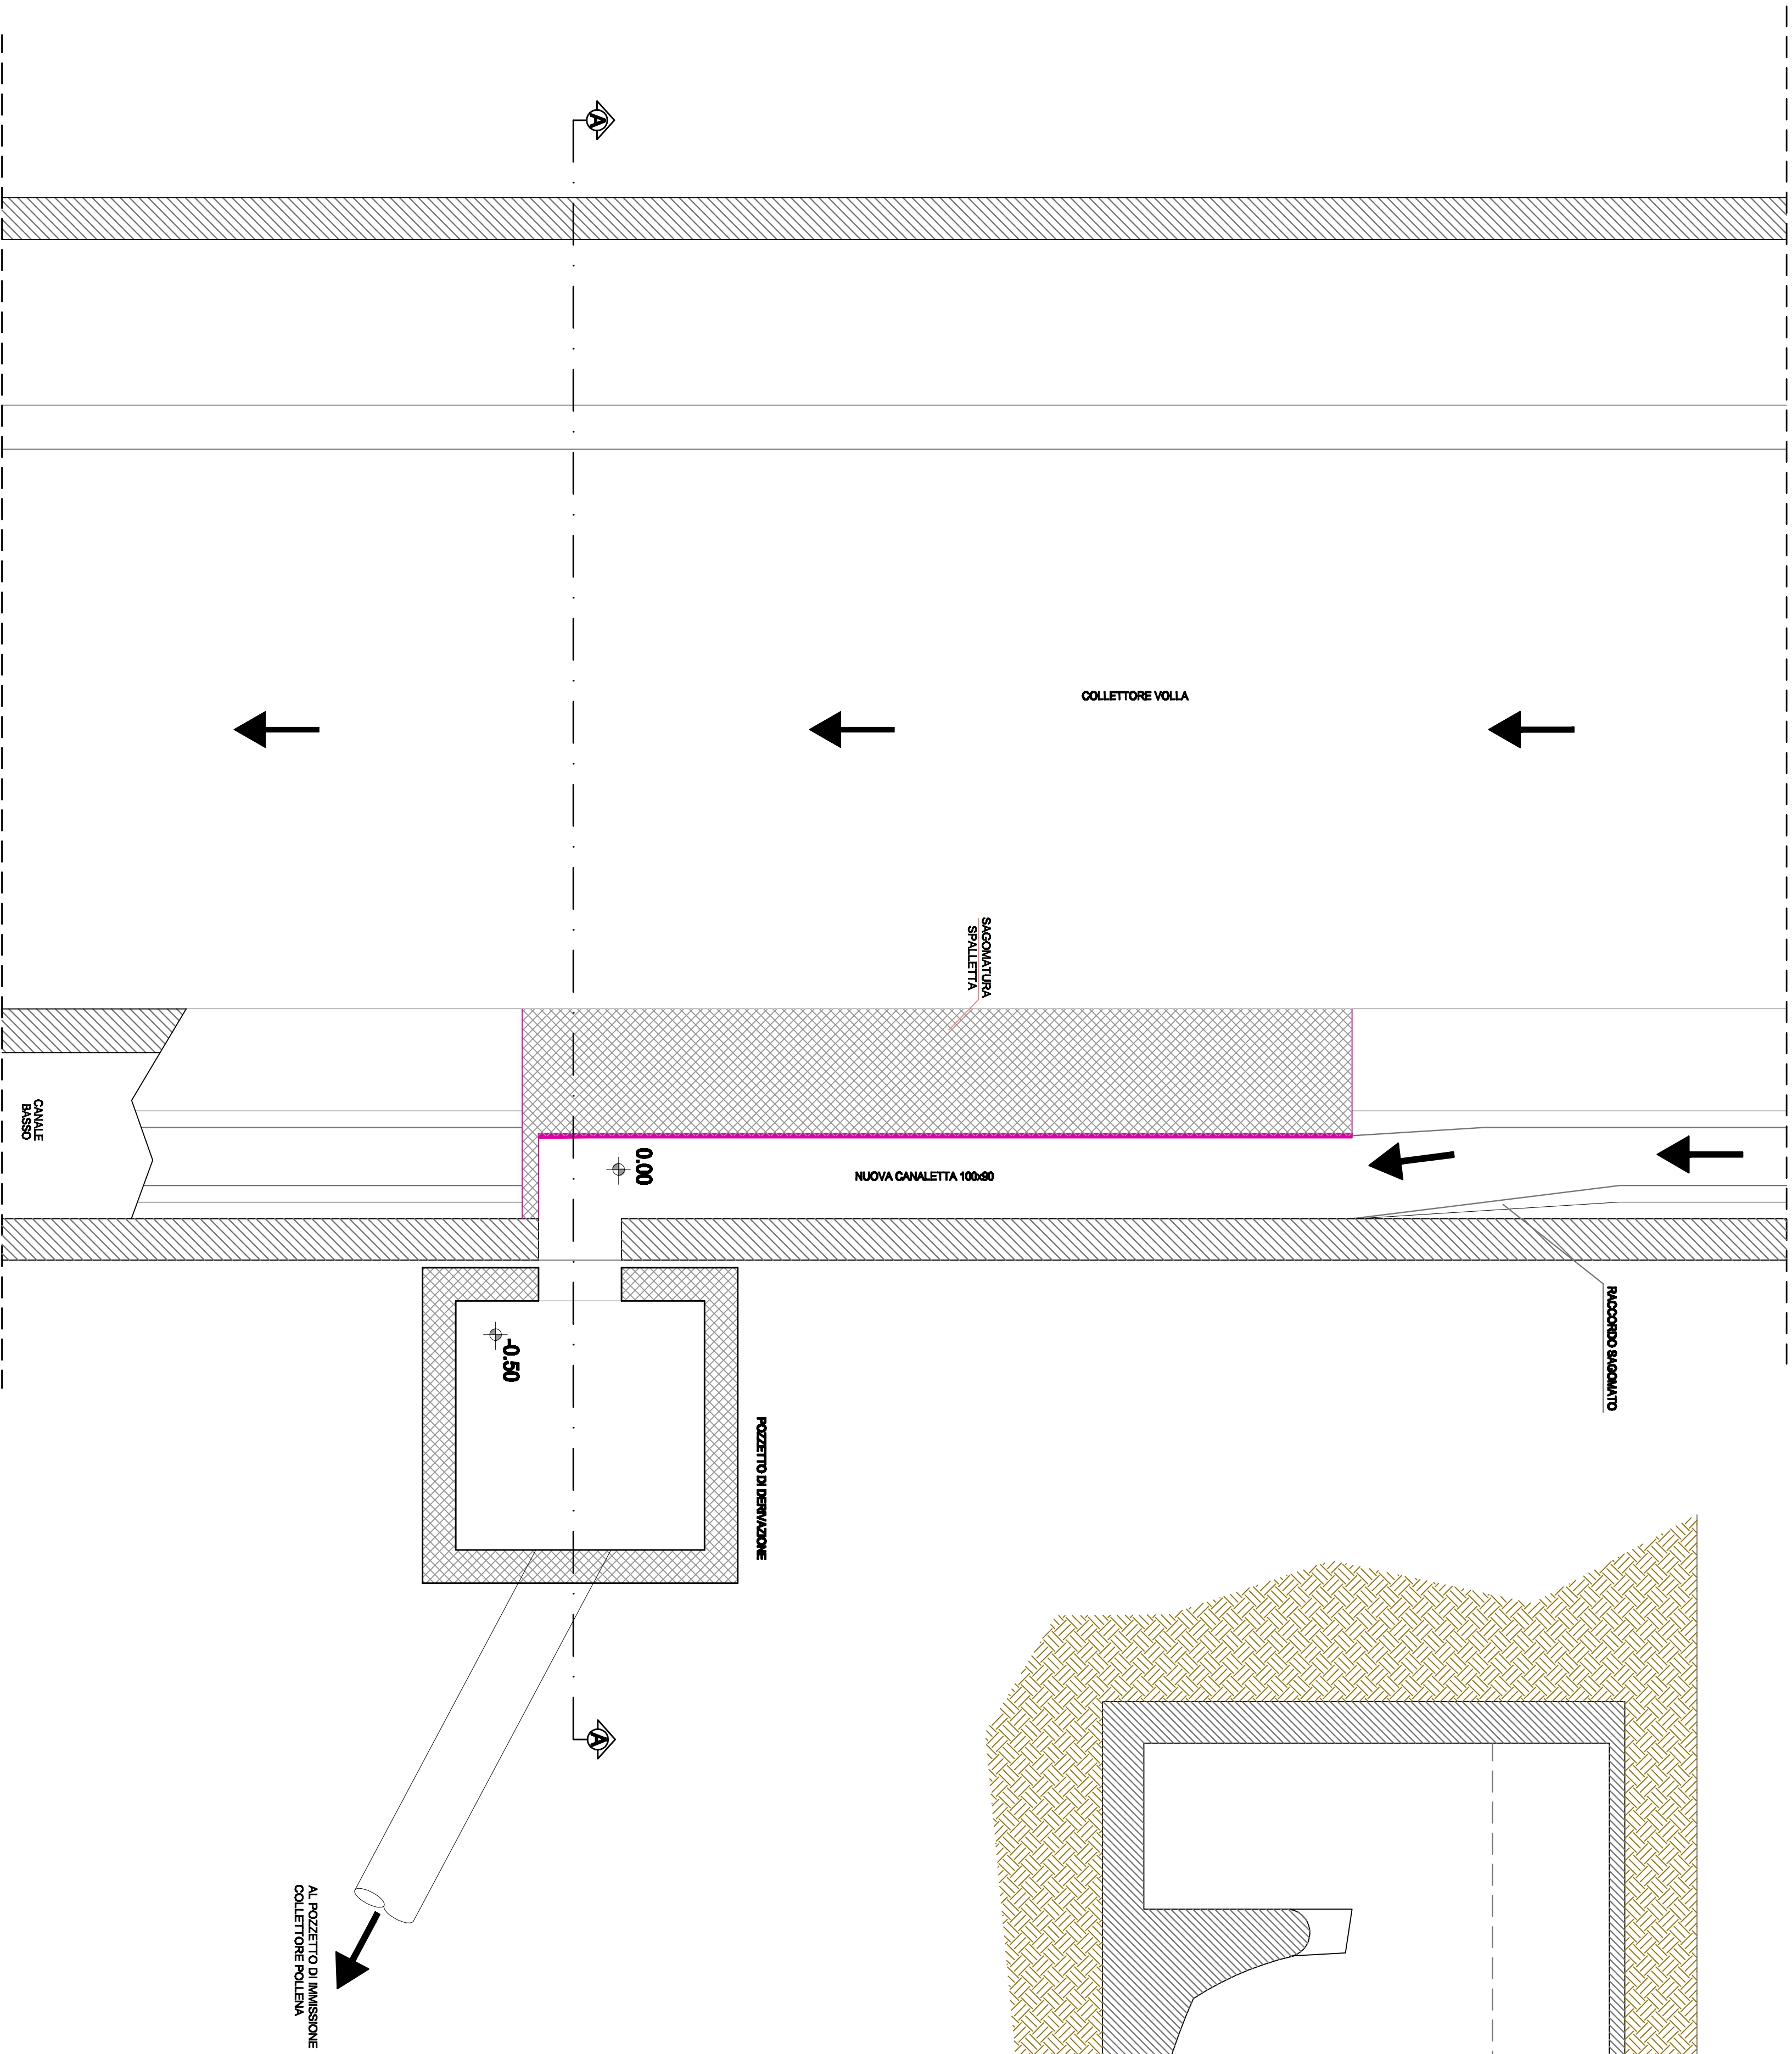 A
COLLETTORE VOLLA
SAGOMATURA
SPALLETTA
CANALE
BASSO
0.00
NUOVA CANALETTA 100x90
RACCORDO SAGOMATO
-0.50
POZZETTO DI DERIVAZIONE
A
AL POZZETTO DI IMMISSIONE
COLLETTORE POLLENA